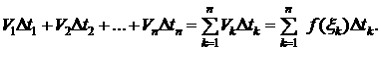 V₁Δt₁ + V₂Δt₂ + ... + VₙΔtₙ = ∑ₖ₌₁ⁿ VₖΔtₖ = ∑ₖ₌₁ⁿ f(ξₖ)Δtₖ.